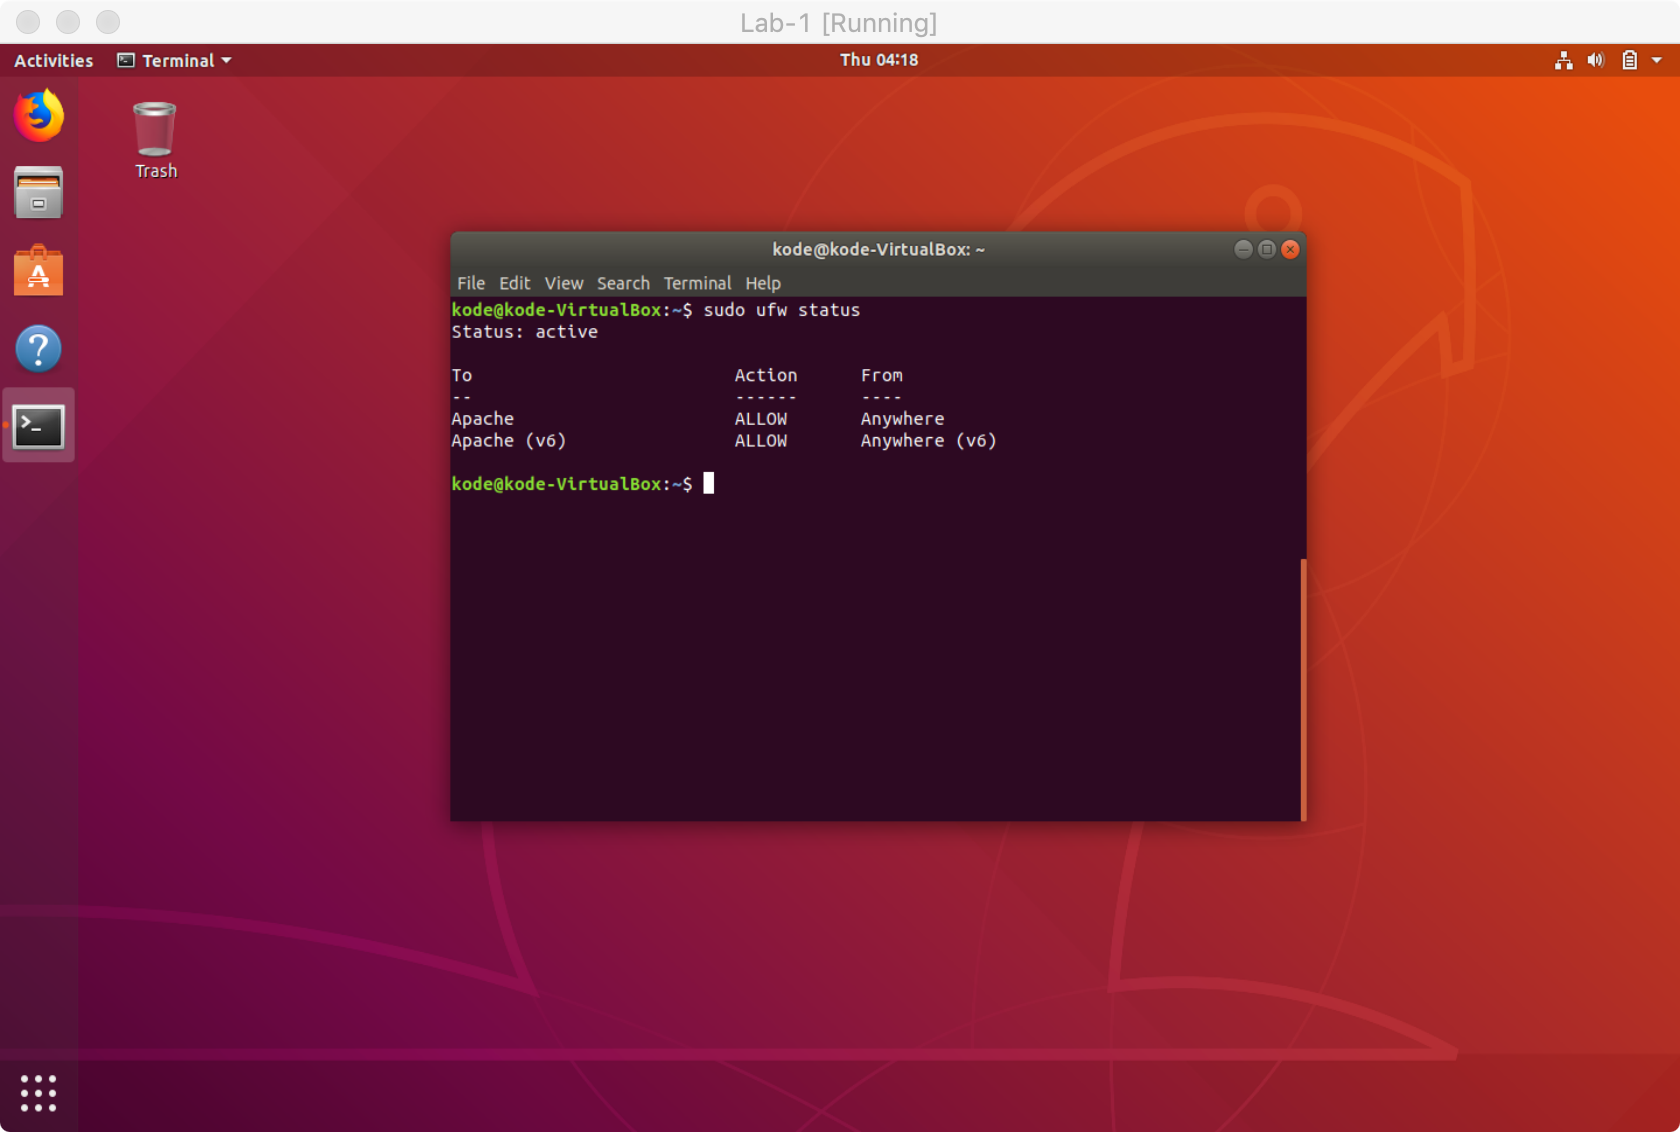 Lab-1 [Running]
Activities Terminal Thu 04:18
Trash
kode@kode-VirtualBox: ~
File Edit View Search Terminal Help
kode@kode-VirtualBox:~$ sudo ufw status
Status: active
To Action From
-- ------ ----
Apache ALLOW Anywhere
Apache (v6) ALLOW Anywhere (v6)
kode@kode-VirtualBox:~$